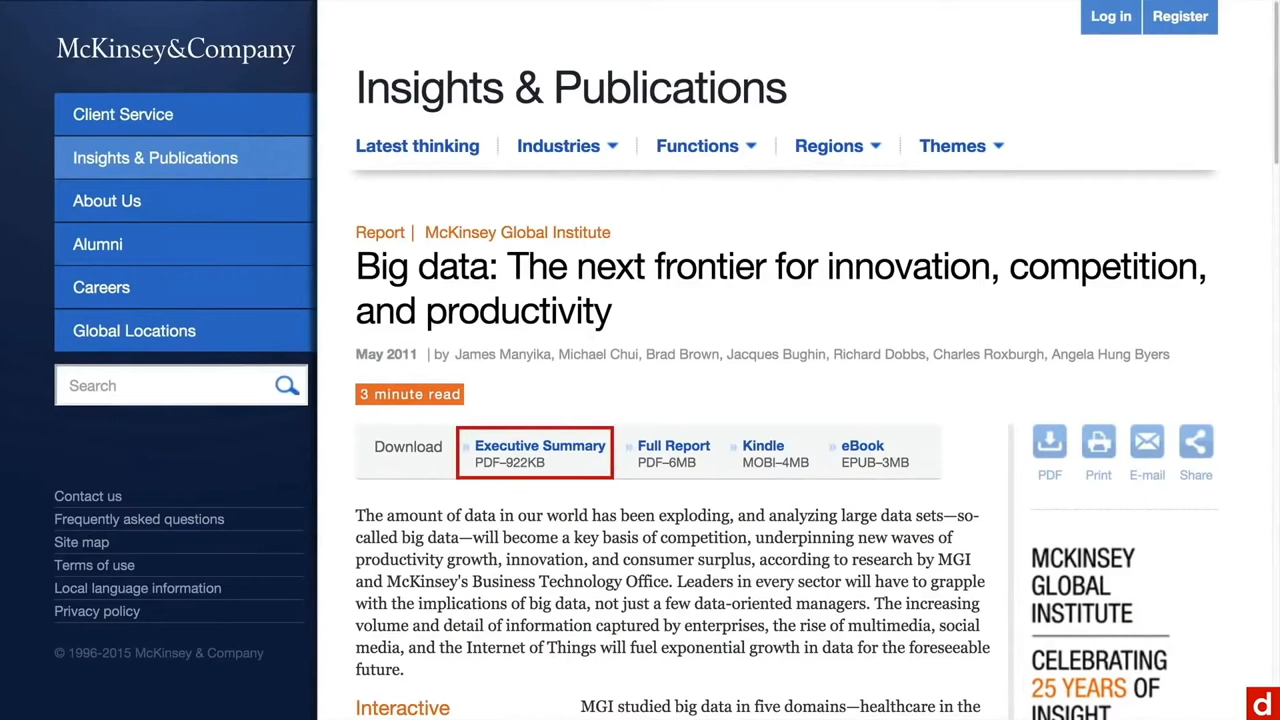 McKinsey&Company
Client Service
Insights & Publications
About Us
Alumni
Careers
Global Locations
Search
Contact us
Frequently asked questions
Site map
Terms of use
Local language information
Privacy policy
© 1996-2015 McKinsey & Company
Log in Register
Insights & Publications
Latest thinking Industries Functions Regions Themes
Report | McKinsey Global Institute
Big data: The next frontier for innovation, competition,
and productivity
May 2011 | by James Manyika, Michael Chui, Brad Brown, Jacques Bughin, Richard Dobbs, Charles Roxburgh, Angela Hung Byers
3 minute read
Download » Executive Summary » Full Report » Kindle » eBook
PDF–922KB PDF–6MB MOBI–4MB EPUB–3MB
PDF Print E-mail Share
The amount of data in our world has been exploding, and analyzing large data sets—so-
called big data—will become a key basis of competition, underpinning new waves of
productivity growth, innovation, and consumer surplus, according to research by MGI
and McKinsey's Business Technology Office. Leaders in every sector will have to grapple
with the implications of big data, not just a few data-oriented managers. The increasing
volume and detail of information captured by enterprises, the rise of multimedia, social
media, and the Internet of Things will fuel exponential growth in data for the foreseeable
future.
Interactive
MGI studied big data in five domains—healthcare in the
MCKINSEY
GLOBAL
INSTITUTE
CELEBRATING
25 YEARS OF
INSIGHT
d